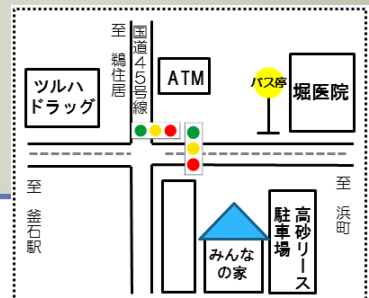 至 鵜住居
国道４５号線
ツルハ
ドラッグ
ATM
バス停
堀医院
至 釜石駅
至 浜町
みんな
の家
高砂リース
駐車場